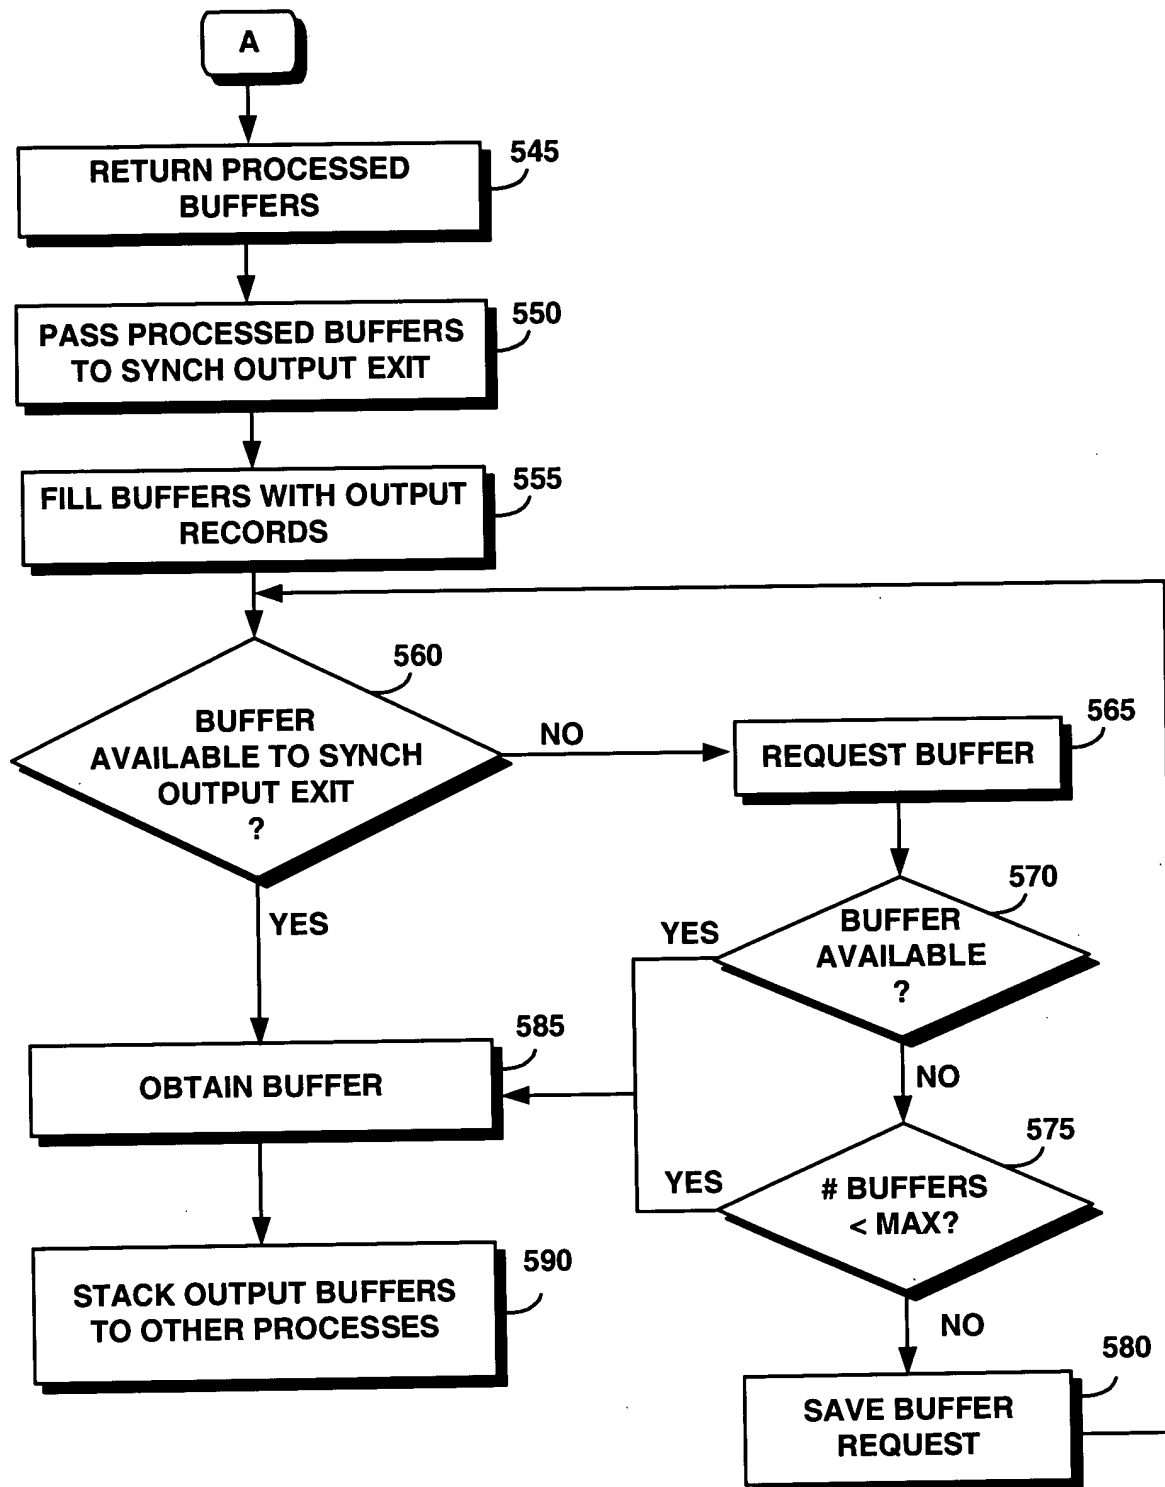 A
RETURN PROCESSED
BUFFERS
545
PASS PROCESSED BUFFERS
TO SYNCH OUTPUT EXIT
550
FILL BUFFERS WITH OUTPUT
RECORDS
555
BUFFER
AVAILABLE TO SYNCH
OUTPUT EXIT
?
560
NO
REQUEST BUFFER
565
YES
BUFFER
AVAILABLE
?
570
YES
NO
OBTAIN BUFFER
585
# BUFFERS
< MAX?
575
YES
NO
STACK OUTPUT BUFFERS
TO OTHER PROCESSES
590
SAVE BUFFER
REQUEST
580